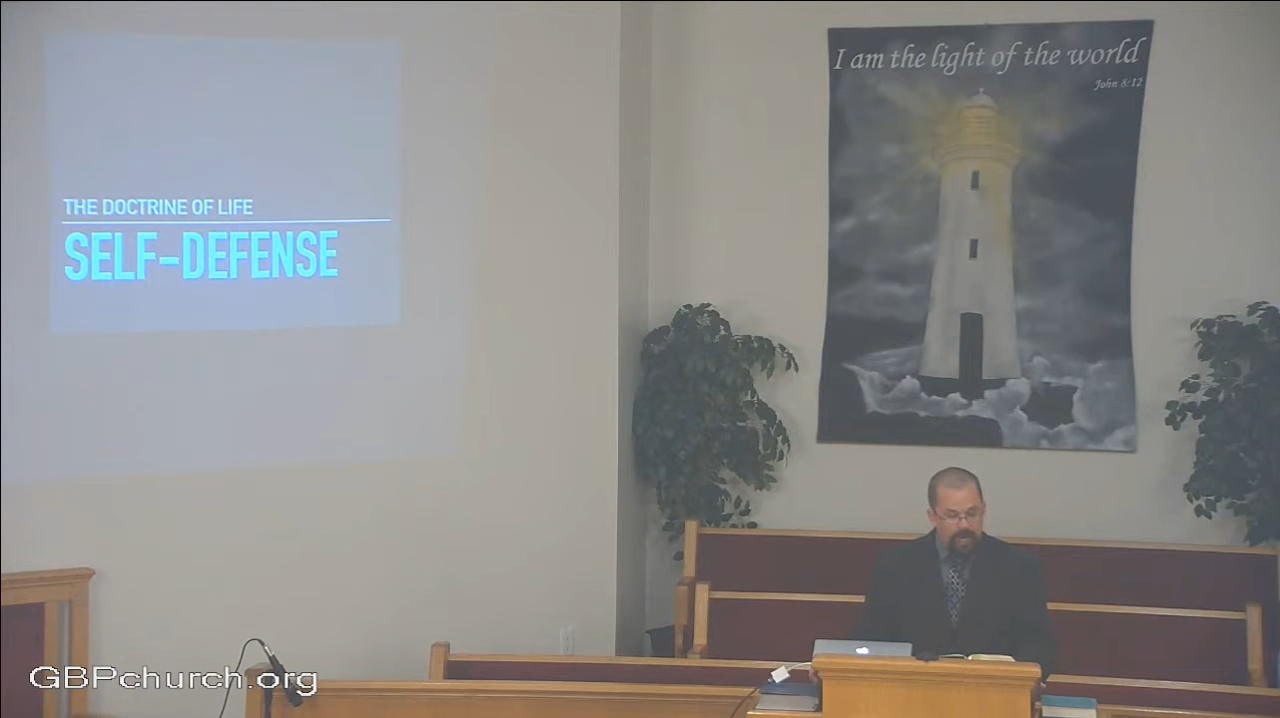 THE DOCTRINE OF LIFE
SELF-DEFENSE
I am the light of the world
John 8:12
GBPchurch.org